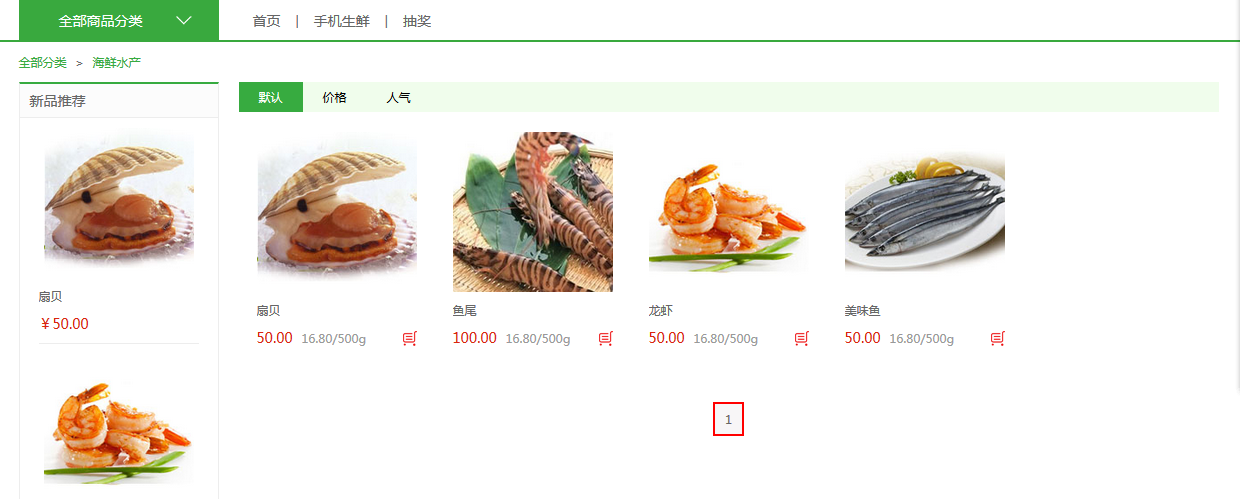 全部商品分类 首页 | 手机生鲜 | 抽奖
全部分类 > 海鲜水产
新品推荐
扇贝
¥50.00
默认 价格 人气
扇贝
50.00 16.80/500g
鱼尾
100.00 16.80/500g
龙虾
50.00 16.80/500g
美味鱼
50.00 16.80/500g
1